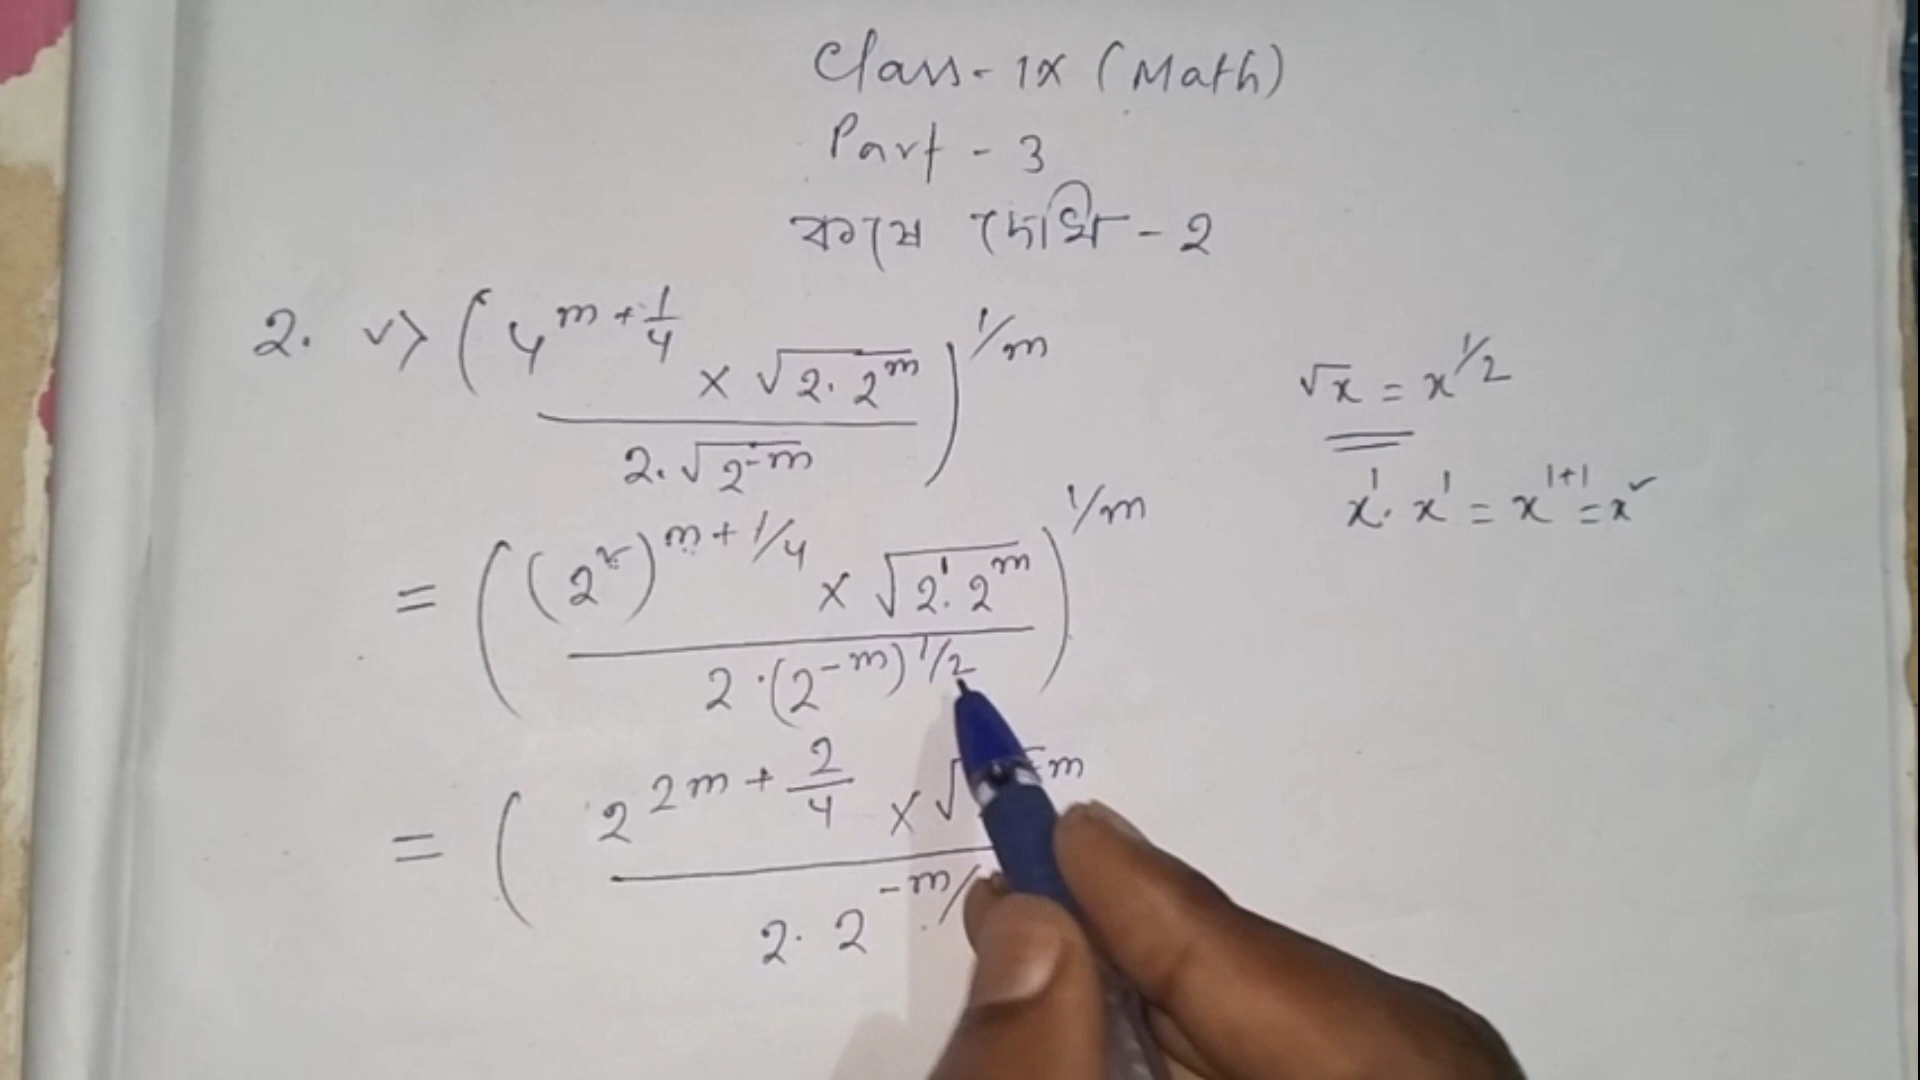 Class - IX (Math)
Part - 3
কষে দেখি - 2
2. v> (4^{m + 1/4} × √(2. 2^m) / 2. √(2^{-m}))^{1/m}
= ((2²)^{m + 1/4} × √(2¹. 2^m) / 2 . (2^{-m})^{1/2})^{1/m}
= ( 2^{2m + 2/4} × √ m / 2. 2^{-m/
√x = x^{1/2}
x¹. x¹ = x^{1+1} = x²